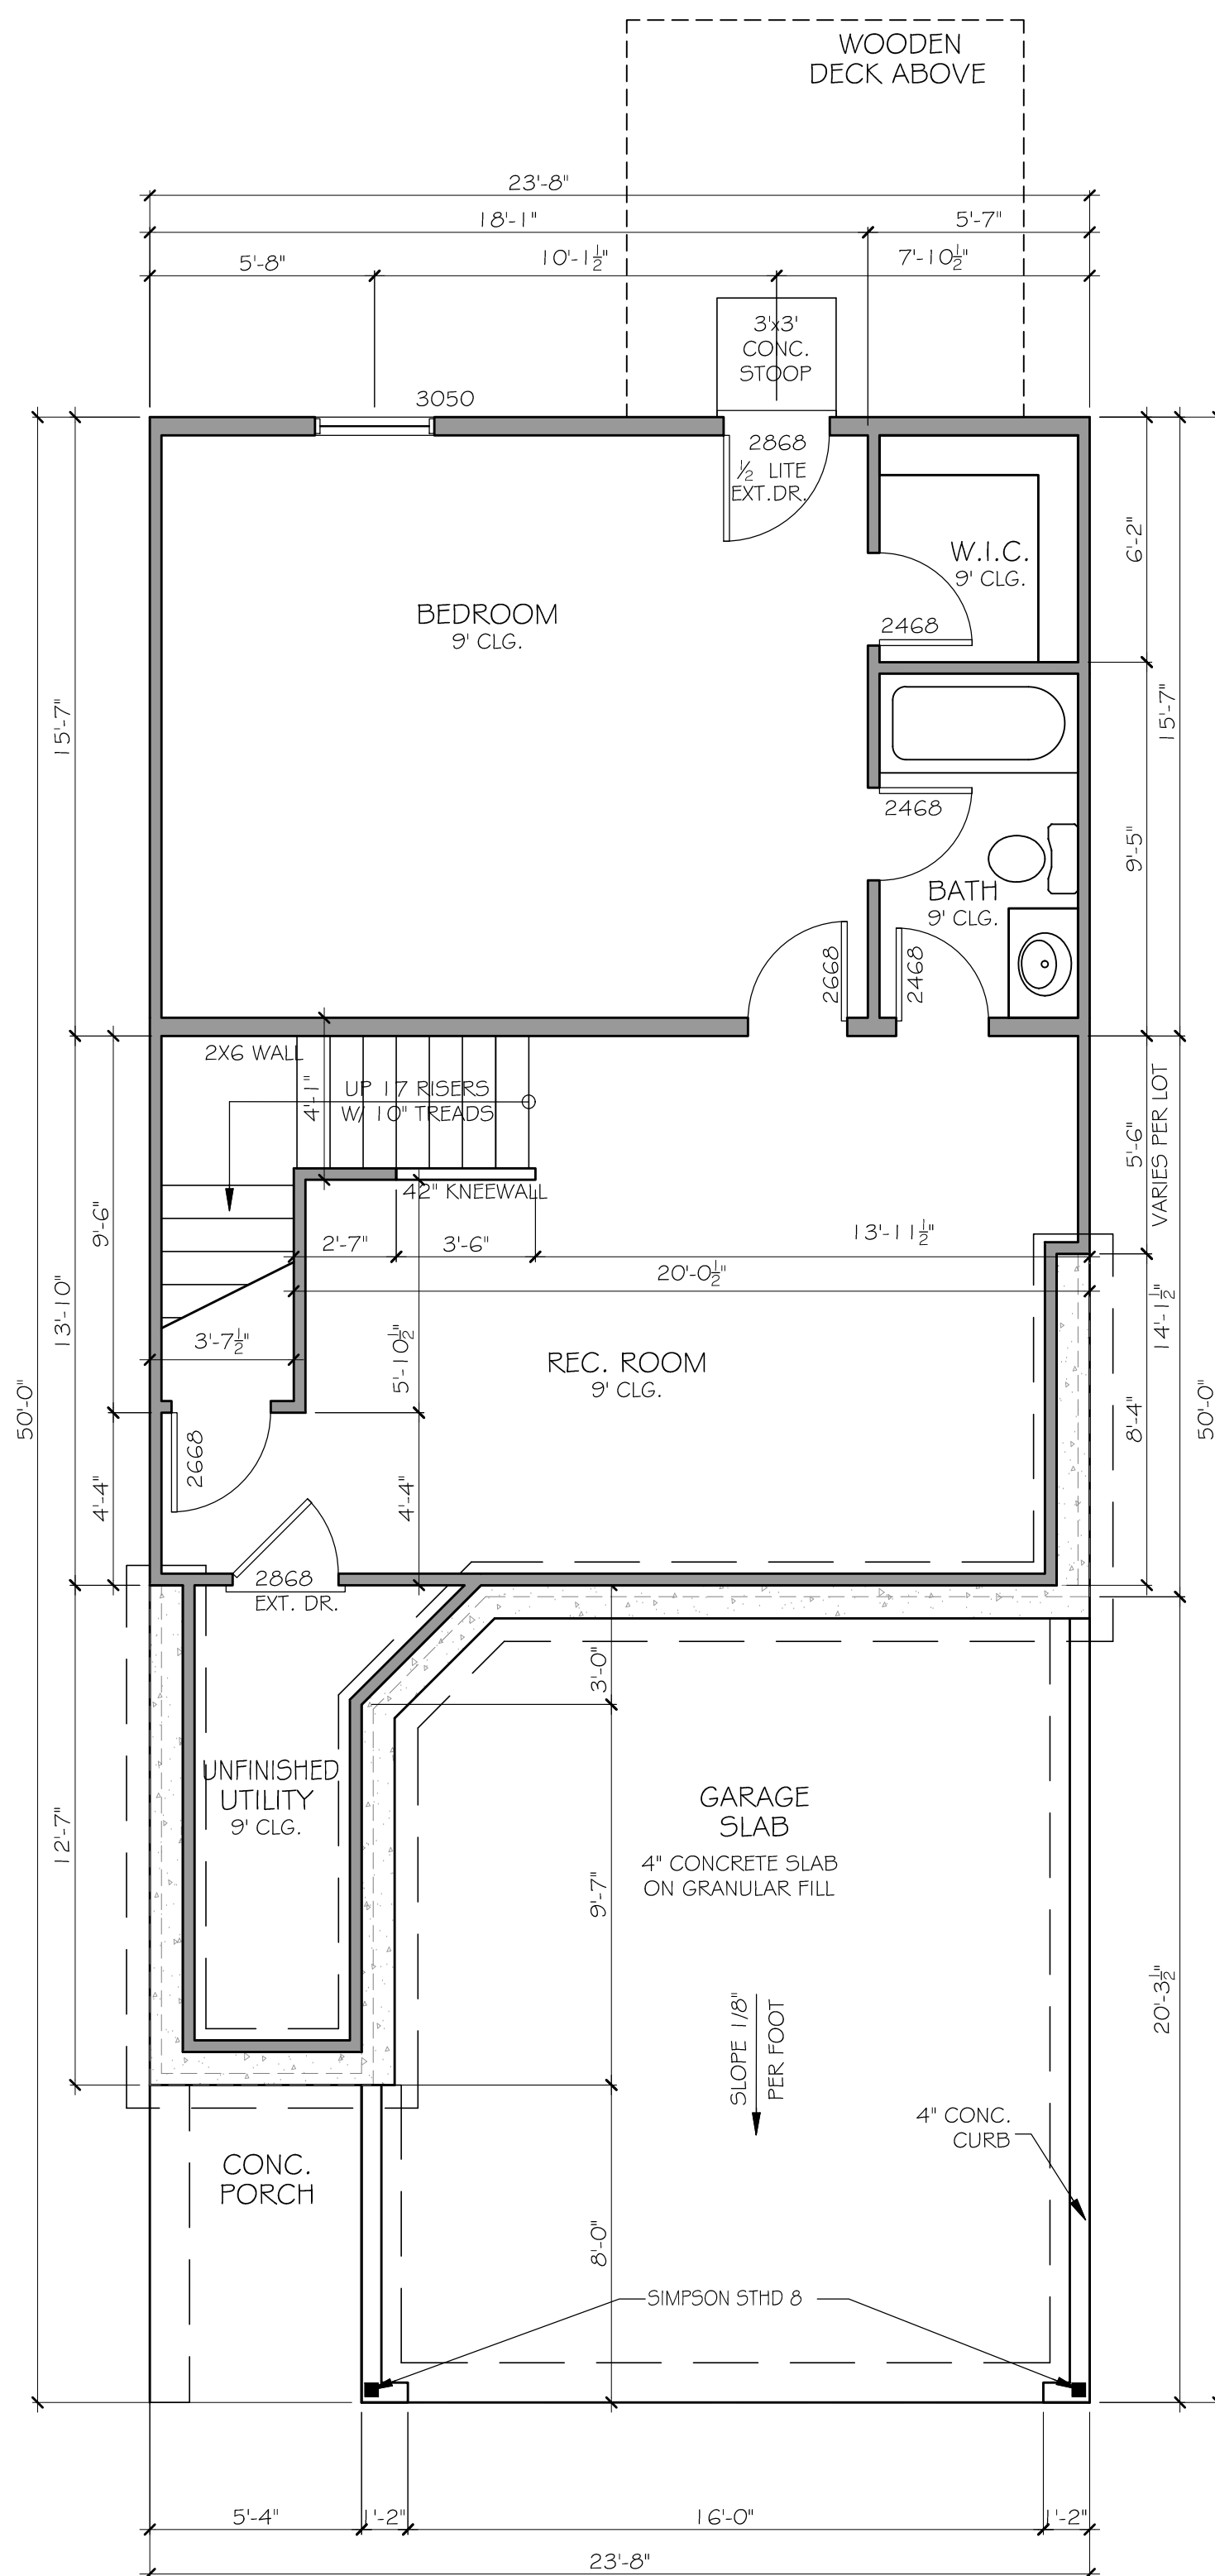 WOODEN
DECK ABOVE
23'-8"
18'-1"
5'-7"
5'-8"
10'-1½"
7'-10½"
3'x3'
CONC.
STOOP
3050
2868
½ LITE
EXT.DR.
W.I.C.
9' CLG.
6'-2"
BEDROOM
9' CLG.
2468
15'-7"
15'-7"
2468
9'-5"
BATH
9' CLG.
2668
2468
2X6 WALL
4'-1"
UP 17 RISERS
W/ 10" TREADS
42" KNEEWALL
5'-6"
VARIES PER LOT
9'-6"
2'-7"
3'-6"
13'-11½"
20'-0½"
13'-10"
3'-7½"
5'-10½"
14'-1½"
REC. ROOM
9' CLG.
50'-0"
8'-4"
50'-0"
2668
4'-4"
4'-4"
2868
EXT. DR.
3'-0"
UNFINISHED
UTILITY
9' CLG.
GARAGE
SLAB
4" CONCRETE SLAB
ON GRANULAR FILL
12'-7"
9'-7"
20'-3½"
SLOPE 1/8"
PER FOOT
4" CONC.
CURB
CONC.
PORCH
8'-0"
SIMPSON STHD 8
5'-4"
1'-2"
16'-0"
1'-2"
23'-8"